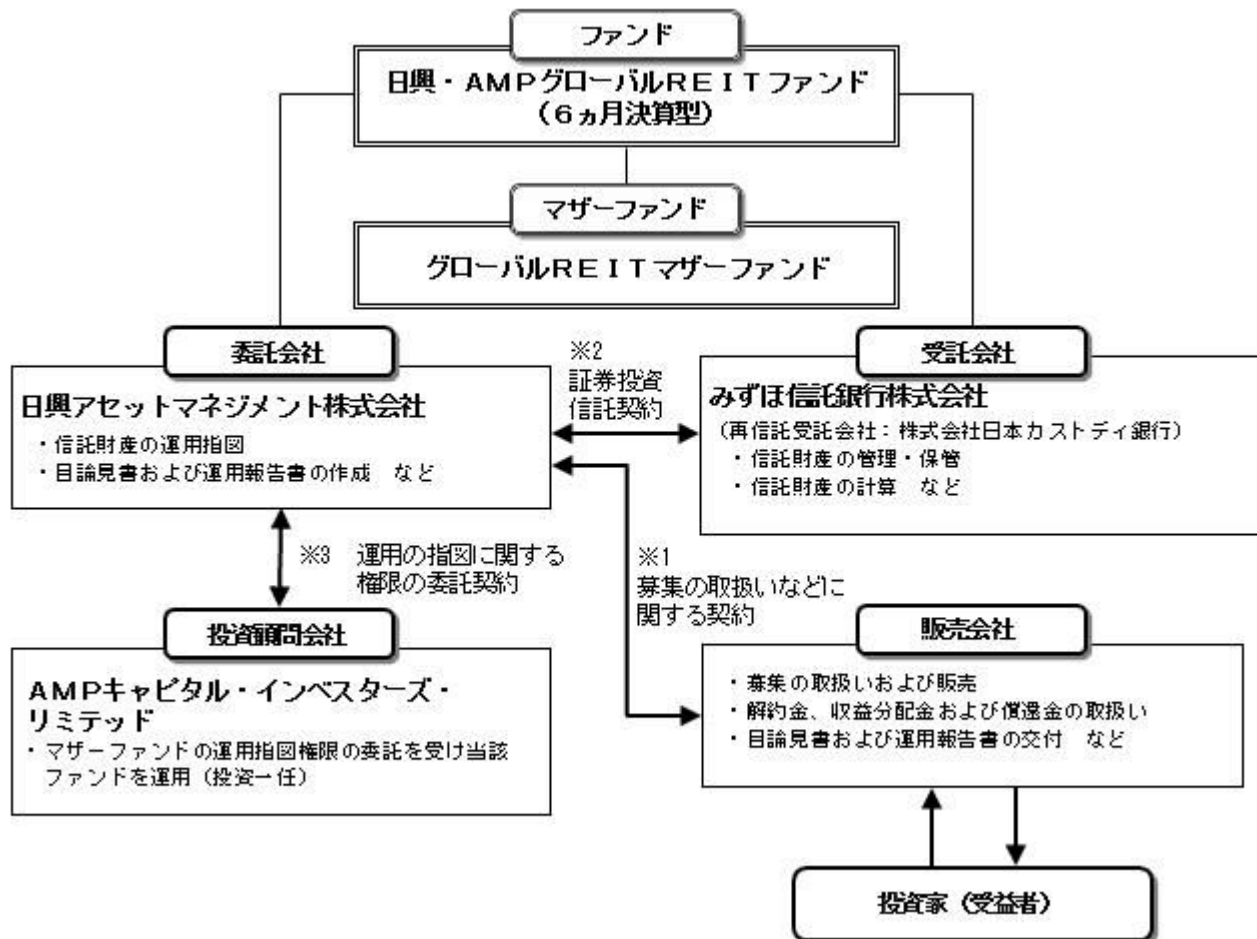 ファンド
日興・AMPグローバルREITファンド
(6ヵ月決算型)
マザーファンド
グローバルREITマザーファンド
委託会社
日興アセットマネジメント株式会社
・信託財産の運用指図
・目論見書および運用報告書の作成 など
※2
証券投資
信託契約
受託会社
みずほ信託銀行株式会社
(再信託受託会社:株式会社日本カストディ銀行)
・信託財産の管理・保管
・信託財産の計算 など
※3 運用の指図に関する
権限の委託契約
※1
募集の取扱いなどに
関する契約
投資顧問会社
AMPキャピタル・インベスターズ・
リミテッド
・マザーファンドの運用指図権限の委託を受け当該
ファンドを運用(投資一任)
販売会社
・募集の取扱いおよび販売
・解約金、収益分配金および償還金の取扱い
・目論見書および運用報告書の交付 など
投資家(受益者)